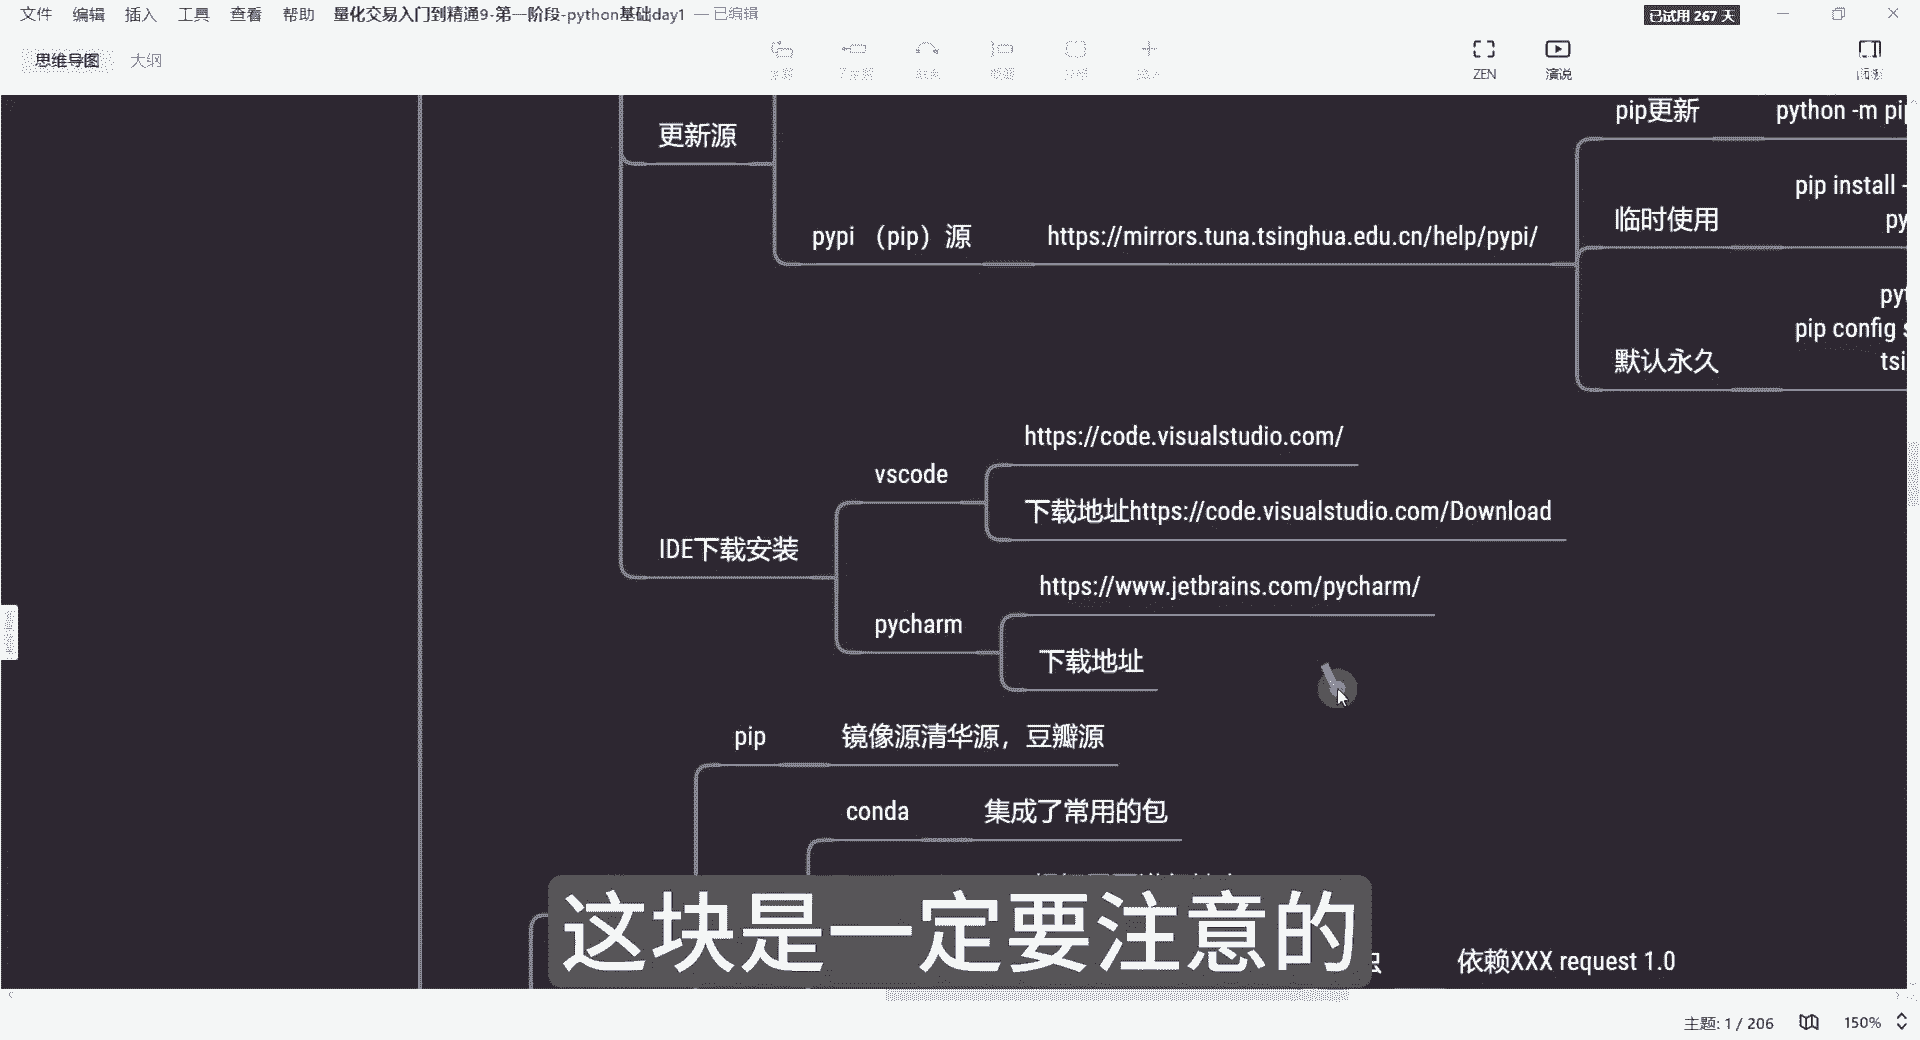 文件 编辑 插入 工具 查看 帮助 量化交易入门到精通9-第一阶段-python基础day1 — 已编辑 已试用 267 天
思维导图 大纲 ZEN 演说
pip更新 python -m pip
更新源
pip install -
临时使用 py
pypi （pip）源 https://mirrors.tuna.tsinghua.edu.cn/help/pypi/
pyt
pip config s
默认永久 tsi
https://code.visualstudio.com/
vscode
下载地址https://code.visualstudio.com/Download
IDE下载安装
https://www.jetbrains.com/pycharm/
pycharm
下载地址
pip 镜像源清华源，豆瓣源
conda 集成了常用的包
这块是一定要注意的
依赖XXX request 1.0
主题: 1 / 206 150%